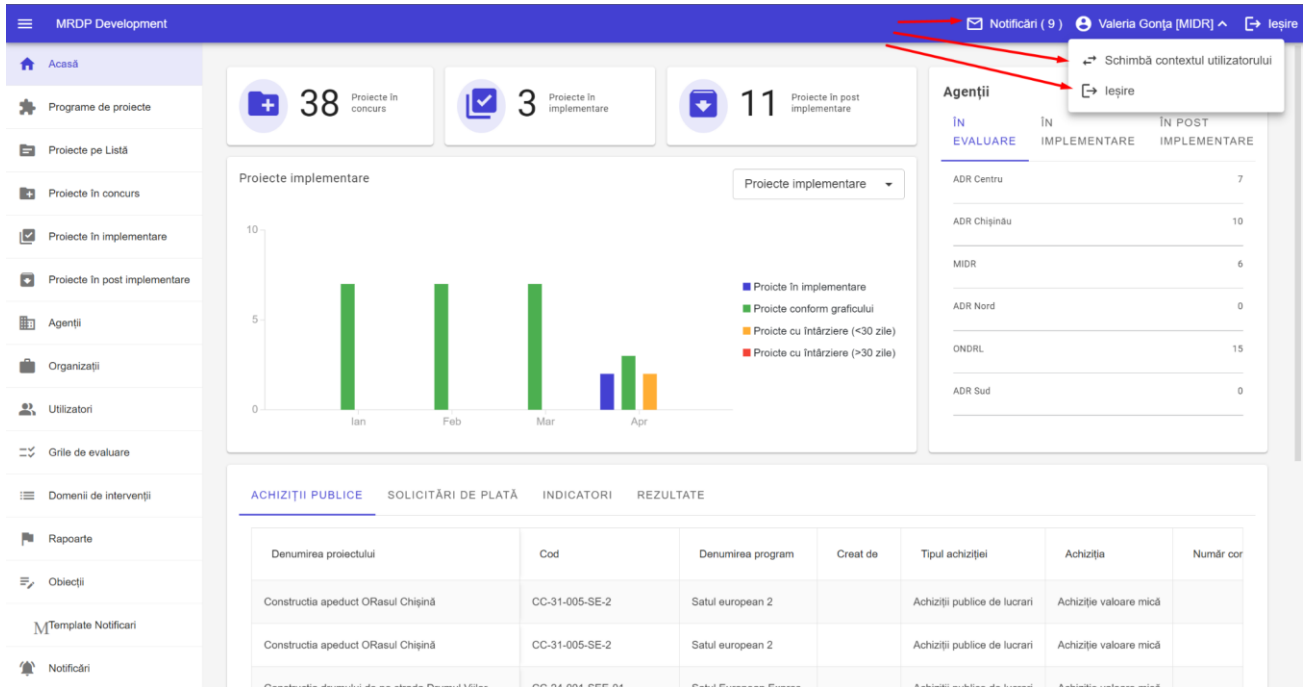 MRDP Development
Notificări ( 9 )
Valeria Gonţa [MIDR]
Ieșire
Schimbă contextul utilizatorului
Ieșire
Acasă
Programe de proiecte
Proiecte pe Listă
Proiecte în concurs
Proiecte în implementare
Proiecte în post implementare
Agenții
Organizații
Utilizatori
Grile de evaluare
Domenii de intervenții
Rapoarte
Obiecții
MTemplate Notificari
Notificări
38 Proiecte în
concurs
3 Proiecte în
implementare
11 Proiecte în post
implementare
Proiecte implementare
Proiecte implementare
10
5
0
Ian Feb Mar Apr
Proicte în implementare
Proicte conform graficului
Proicte cu întârziere (<30 zile)
Proicte cu întârziere (>30 zile)
Agenții
ÎN
EVALUARE
ÎN
IMPLEMENTARE
ÎN POST
IMPLEMENTARE
ADR Centru 7
ADR Chișinău 10
MIDR 6
ADR Nord 0
ONDRL 15
ADR Sud 0
ACHIZIȚII PUBLICE SOLICITĂRI DE PLATĂ INDICATORI REZULTATE
Denumirea proiectului Cod Denumirea program Creat de Tipul achiziției Achiziția Număr cor
Constructia apeduct ORasul Chișină CC-31-005-SE-2 Satul european 2 Achiziții publice de lucrari Achiziție valoare mică
Constructia apeduct ORasul Chișină CC-31-005-SE-2 Satul european 2 Achiziții publice de lucrari Achiziție valoare mică